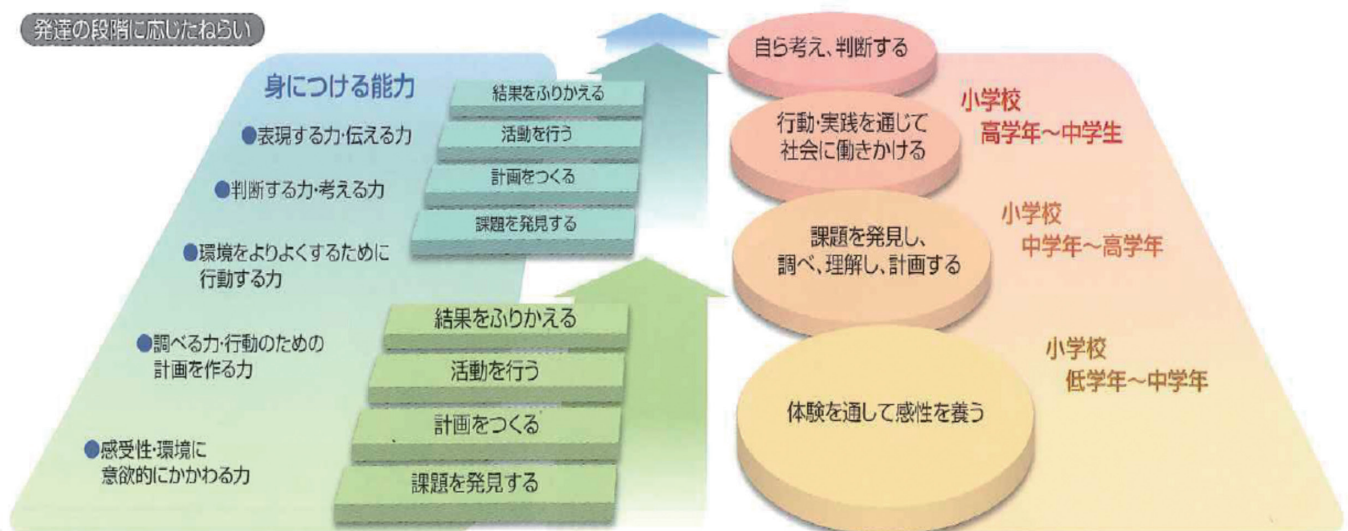 発達の段階に応じたねらい
身につける能力
●表現する力・伝える力
●判断する力・考える力
●環境をよりよくするために
行動する力
●調べる力・行動のための
計画を作る力
●感受性・環境に
意欲的にかかわる力
結果をふりかえる
活動を行う
計画をつくる
課題を発見する
結果をふりかえる
活動を行う
計画をつくる
課題を発見する
自ら考え、判断する
行動・実践を通じて
社会に働きかける
課題を発見し、
調べ、理解し、計画する
体験を通して感性を養う
小学校
高学年~中学生
小学校
中学年~高学年
小学校
低学年~中学年